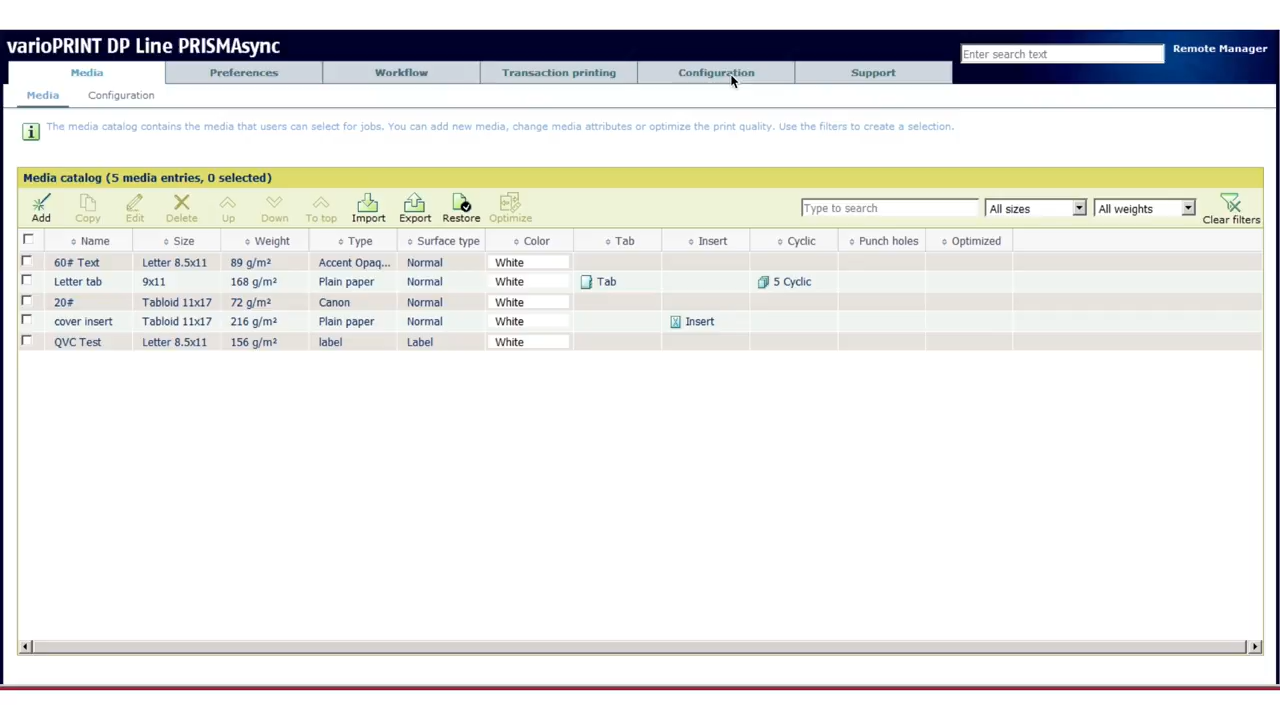 varioPRINT DP Line PRISMAsync
Enter search text
Remote Manager
Media Preferences Workflow Transaction printing Configuration Support
Media Configuration
i The media catalog contains the media that users can select for jobs. You can add new media, change media attributes or optimize the print quality. Use the filters to create a selection.
Media catalog (5 media entries, 0 selected)
Add Copy Edit Delete Up Down To top Import Export Restore Optimize
Type to search All sizes All weights Clear filters
Name Size Weight Type Surface type Color Tab Insert Cyclic Punch holes Optimized
60# Text Letter 8.5x11 89 g/m² Accent Opaq... Normal White
Letter tab 9x11 168 g/m² Plain paper Normal White Tab 5 Cyclic
20# Tabloid 11x17 72 g/m² Canon Normal White
cover insert Tabloid 11x17 216 g/m² Plain paper Normal White Insert
QVC Test Letter 8.5x11 156 g/m² label Label White